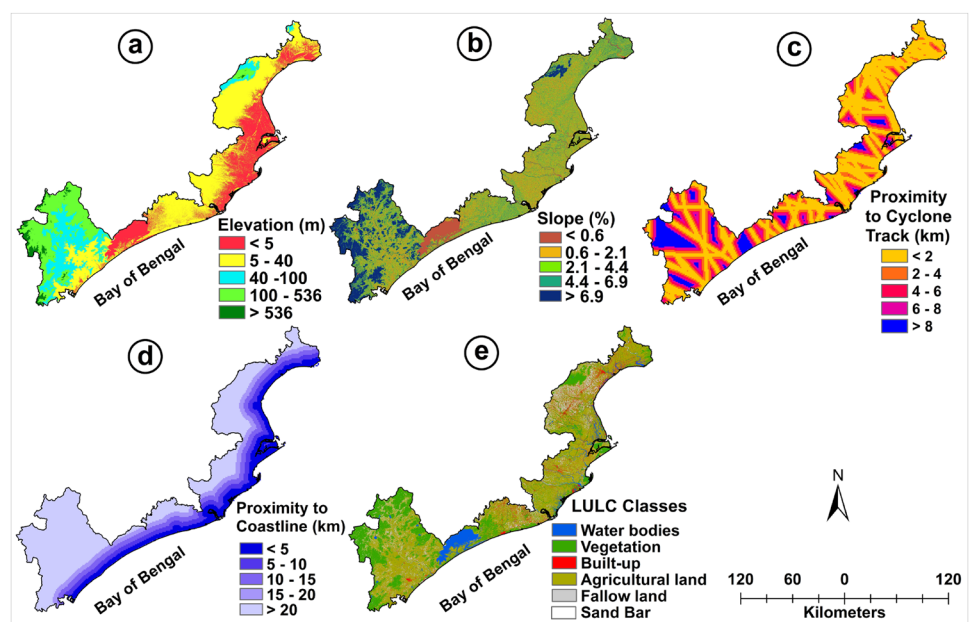 a
b
c
Elevation (m)
< 5
5 - 40
40 -100
100 - 536
> 536
Bay of Bengal
Slope (%)
< 0.6
0.6 - 2.1
2.1 - 4.4
4.4 - 6.9
> 6.9
Bay of Bengal
Proximity
to Cyclone
Track (km)
< 2
2 - 4
4 - 6
6 - 8
> 8
Bay of Bengal
d
e
Proximity to
Coastline (km)
< 5
5 - 10
10 - 15
15 - 20
> 20
Bay of Bengal
LULC Classes
Water bodies
Vegetation
Built-up
Agricultural land
Fallow land
Sand Bar
Bay of Bengal
N
120 60 0 120
Kilometers